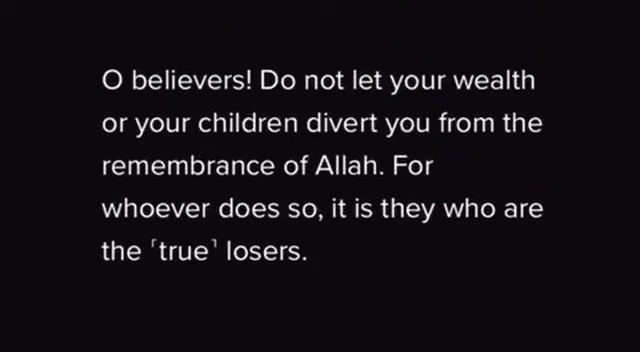 O believers! Do not let your wealth
or your children divert you from the
remembrance of Allah. For
whoever does so, it is they who are
the ˹true˺ losers.